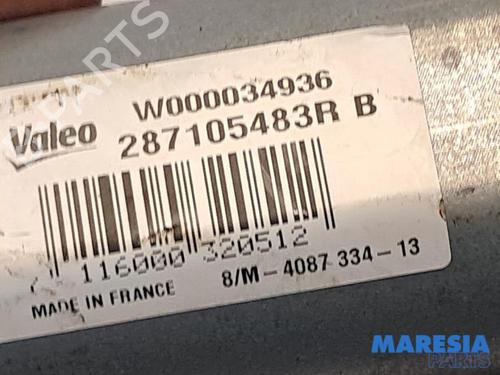 W000034936
Valeo
287105483R B
116000 320512
8/M-4087 334-13
MADE IN FRANCE
MARESIA
PARTS